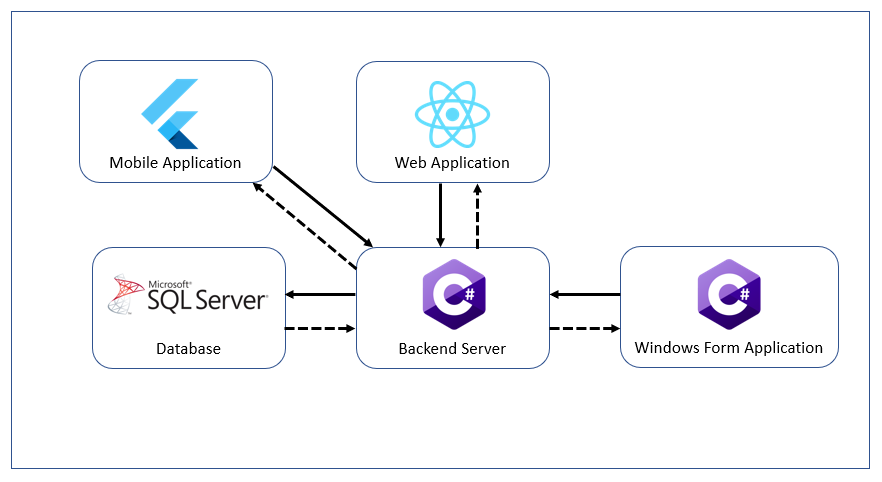 Mobile Application
Web Application
Microsoft®
SQL Server®
Database
C#
Backend Server
C#
Windows Form Application